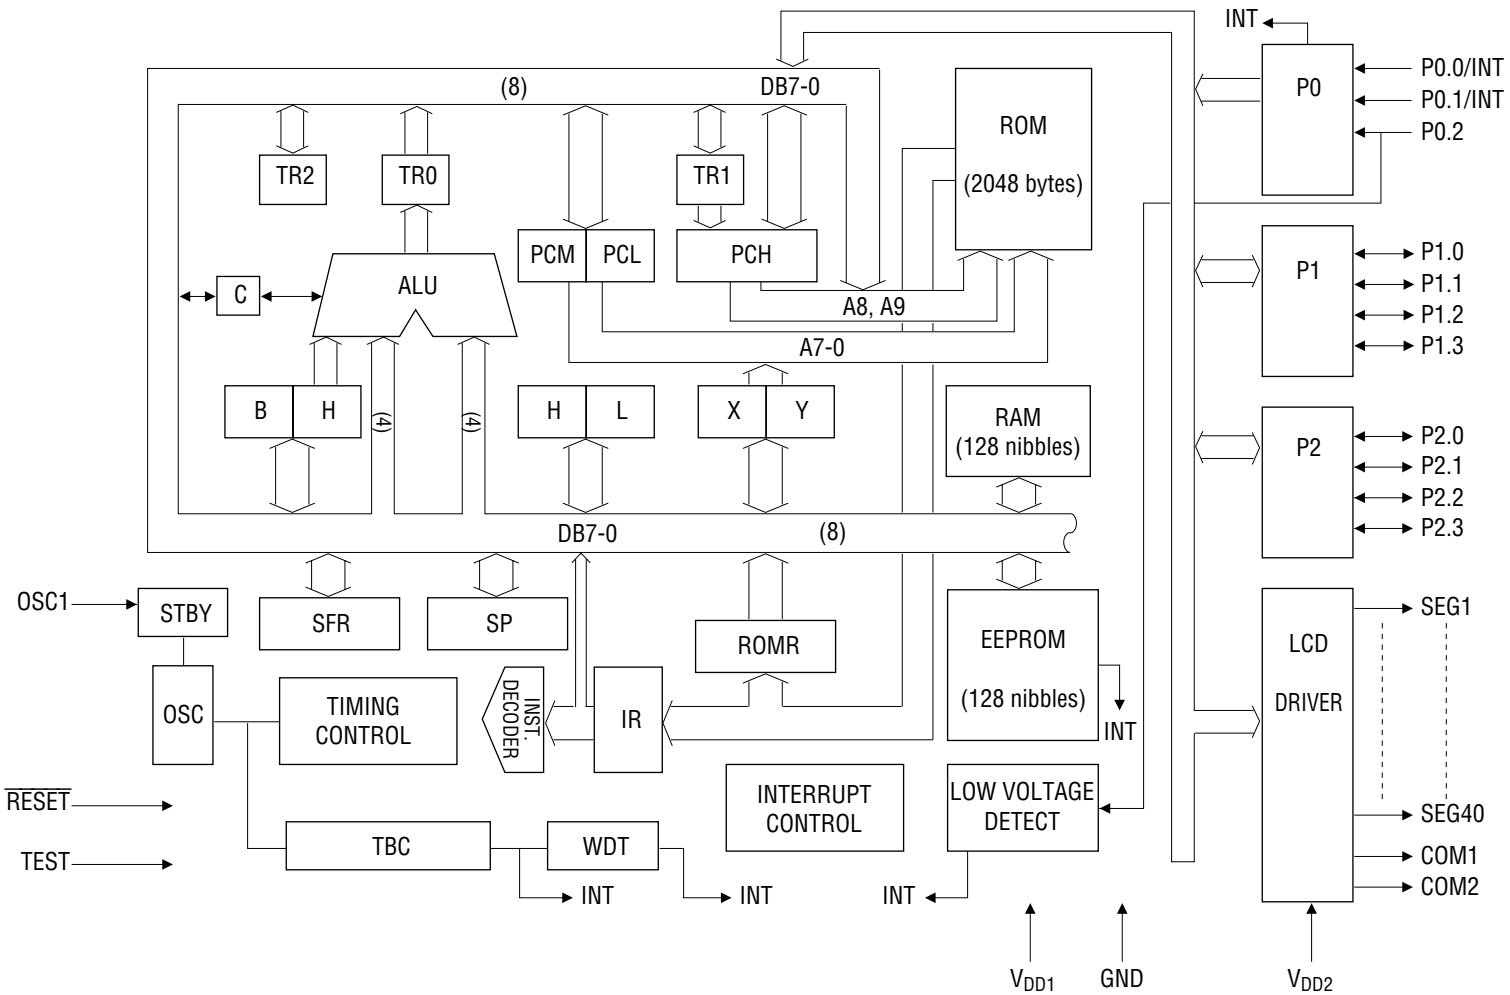 INT
P0
P0.0/INT
P0.1/INT
P0.2
(8)
DB7-0
ROM
(2048 bytes)
TR2
TR0
TR1
PCM
PCL
PCH
C
ALU
A8, A9
A7-0
P1
P1.0
P1.1
P1.2
P1.3
B
H
(4)
(4)
H
L
X
Y
RAM
(128 nibbles)
P2
P2.0
P2.1
P2.2
P2.3
DB7-0
(8)
OSC1
STBY
SFR
SP
ROMR
EEPROM
(128 nibbles)
INT
LCD
DRIVER
SEG1
OSC
TIMING
CONTROL
INST.
DECODER
IR
RESET
TEST
TBC
WDT
INT
INT
INTERRUPT
CONTROL
LOW VOLTAGE
DETECT
INT
SEG40
COM1
COM2
VDD1
GND
VDD2